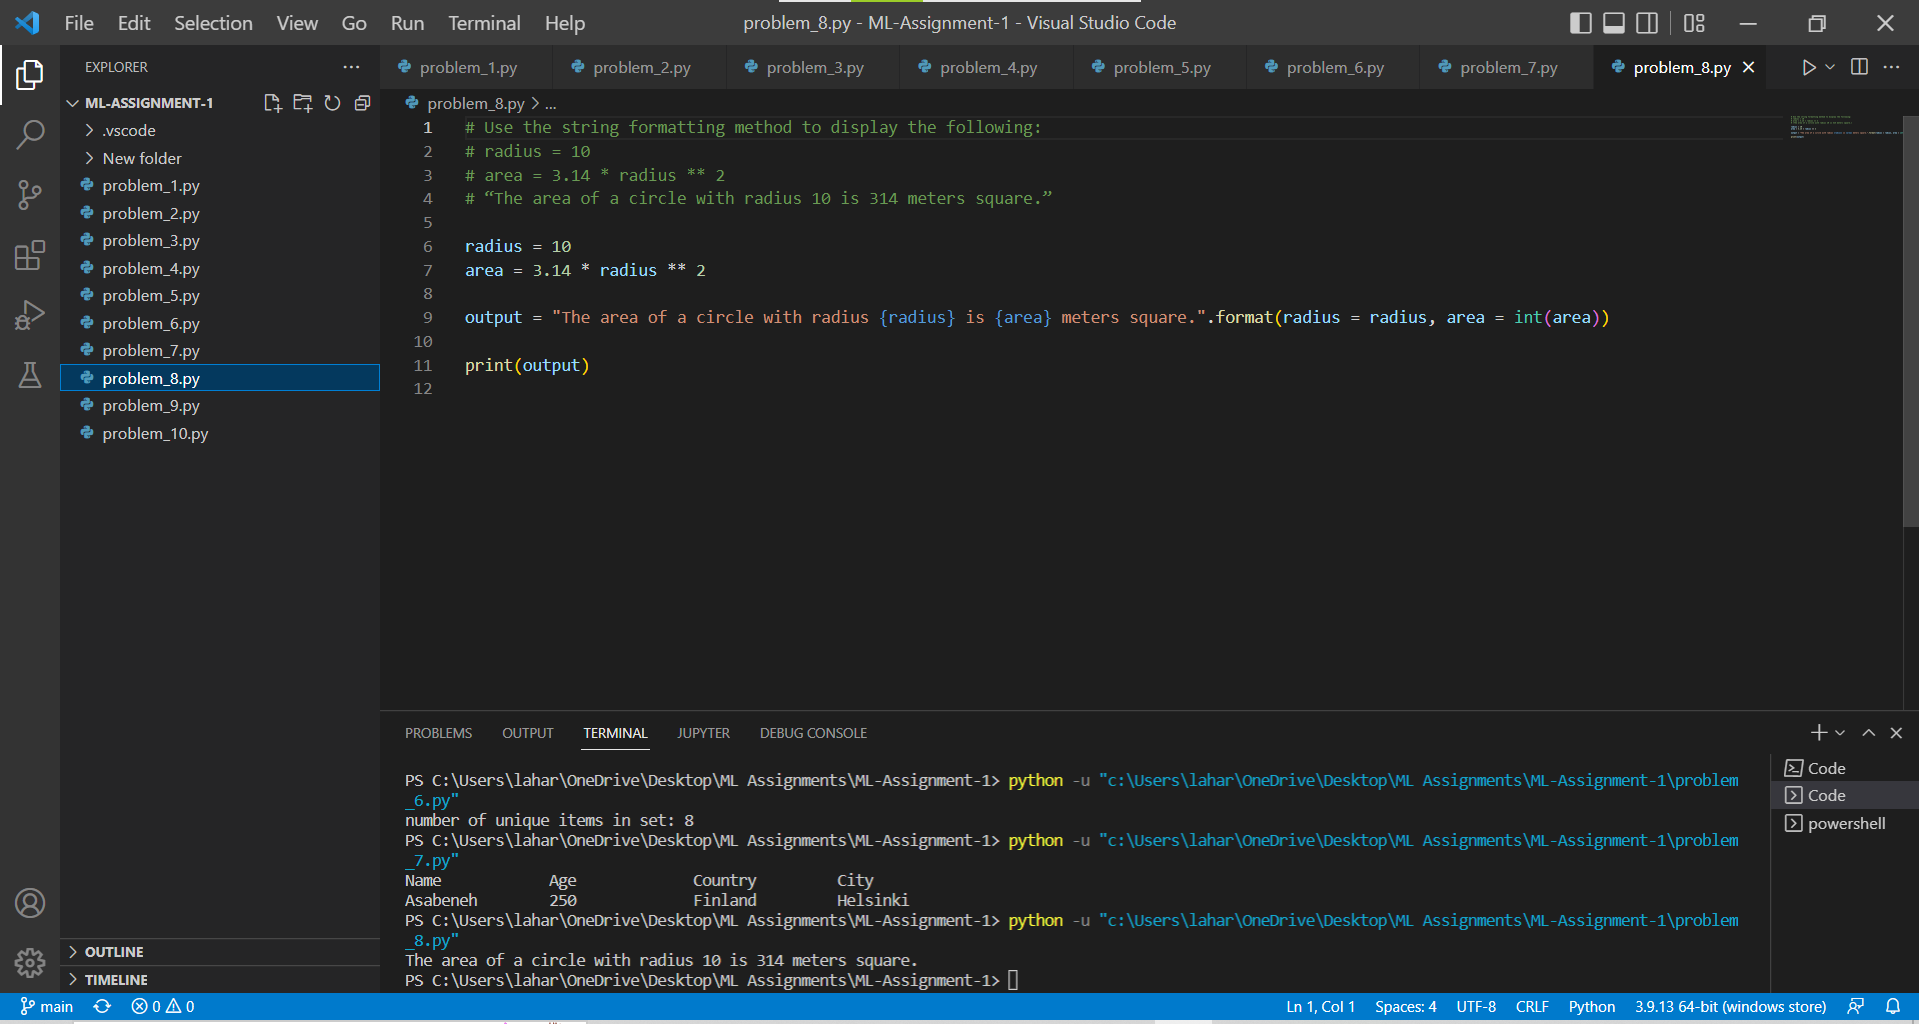 File Edit Selection View Go Run Terminal Help
problem_8.py - ML-Assignment-1 - Visual Studio Code
EXPLORER
ML-ASSIGNMENT-1
.vscode
New folder
problem_1.py
problem_2.py
problem_3.py
problem_4.py
problem_5.py
problem_6.py
problem_7.py
problem_8.py
problem_9.py
problem_10.py
OUTLINE
TIMELINE
problem_1.py problem_2.py problem_3.py problem_4.py problem_5.py problem_6.py problem_7.py problem_8.py
problem_8.py > ...
1 # Use the string formatting method to display the following:
2 # radius = 10
3 # area = 3.14 * radius ** 2
4 # “The area of a circle with radius 10 is 314 meters square.”
5
6 radius = 10
7 area = 3.14 * radius ** 2
8
9 output = "The area of a circle with radius {radius} is {area} meters square.".format(radius = radius, area = int(area))
10
11 print(output)
12
PROBLEMS OUTPUT TERMINAL JUPYTER DEBUG CONSOLE
PS C:\Users\lahar\OneDrive\Desktop\ML Assignments\ML-Assignment-1> python -u "c:\Users\lahar\OneDrive\Desktop\ML Assignments\ML-Assignment-1\problem
_6.py"
number of unique items in set: 8
PS C:\Users\lahar\OneDrive\Desktop\ML Assignments\ML-Assignment-1> python -u "c:\Users\lahar\OneDrive\Desktop\ML Assignments\ML-Assignment-1\problem
_7.py"
Name Age Country City
Asabeneh 250 Finland Helsinki
PS C:\Users\lahar\OneDrive\Desktop\ML Assignments\ML-Assignment-1> python -u "c:\Users\lahar\OneDrive\Desktop\ML Assignments\ML-Assignment-1\problem
_8.py"
The area of a circle with radius 10 is 314 meters square.
PS C:\Users\lahar\OneDrive\Desktop\ML Assignments\ML-Assignment-1>
Code
Code
powershell
main 0 0 Ln 1, Col 1 Spaces: 4 UTF-8 CRLF Python 3.9.13 64-bit (windows store)